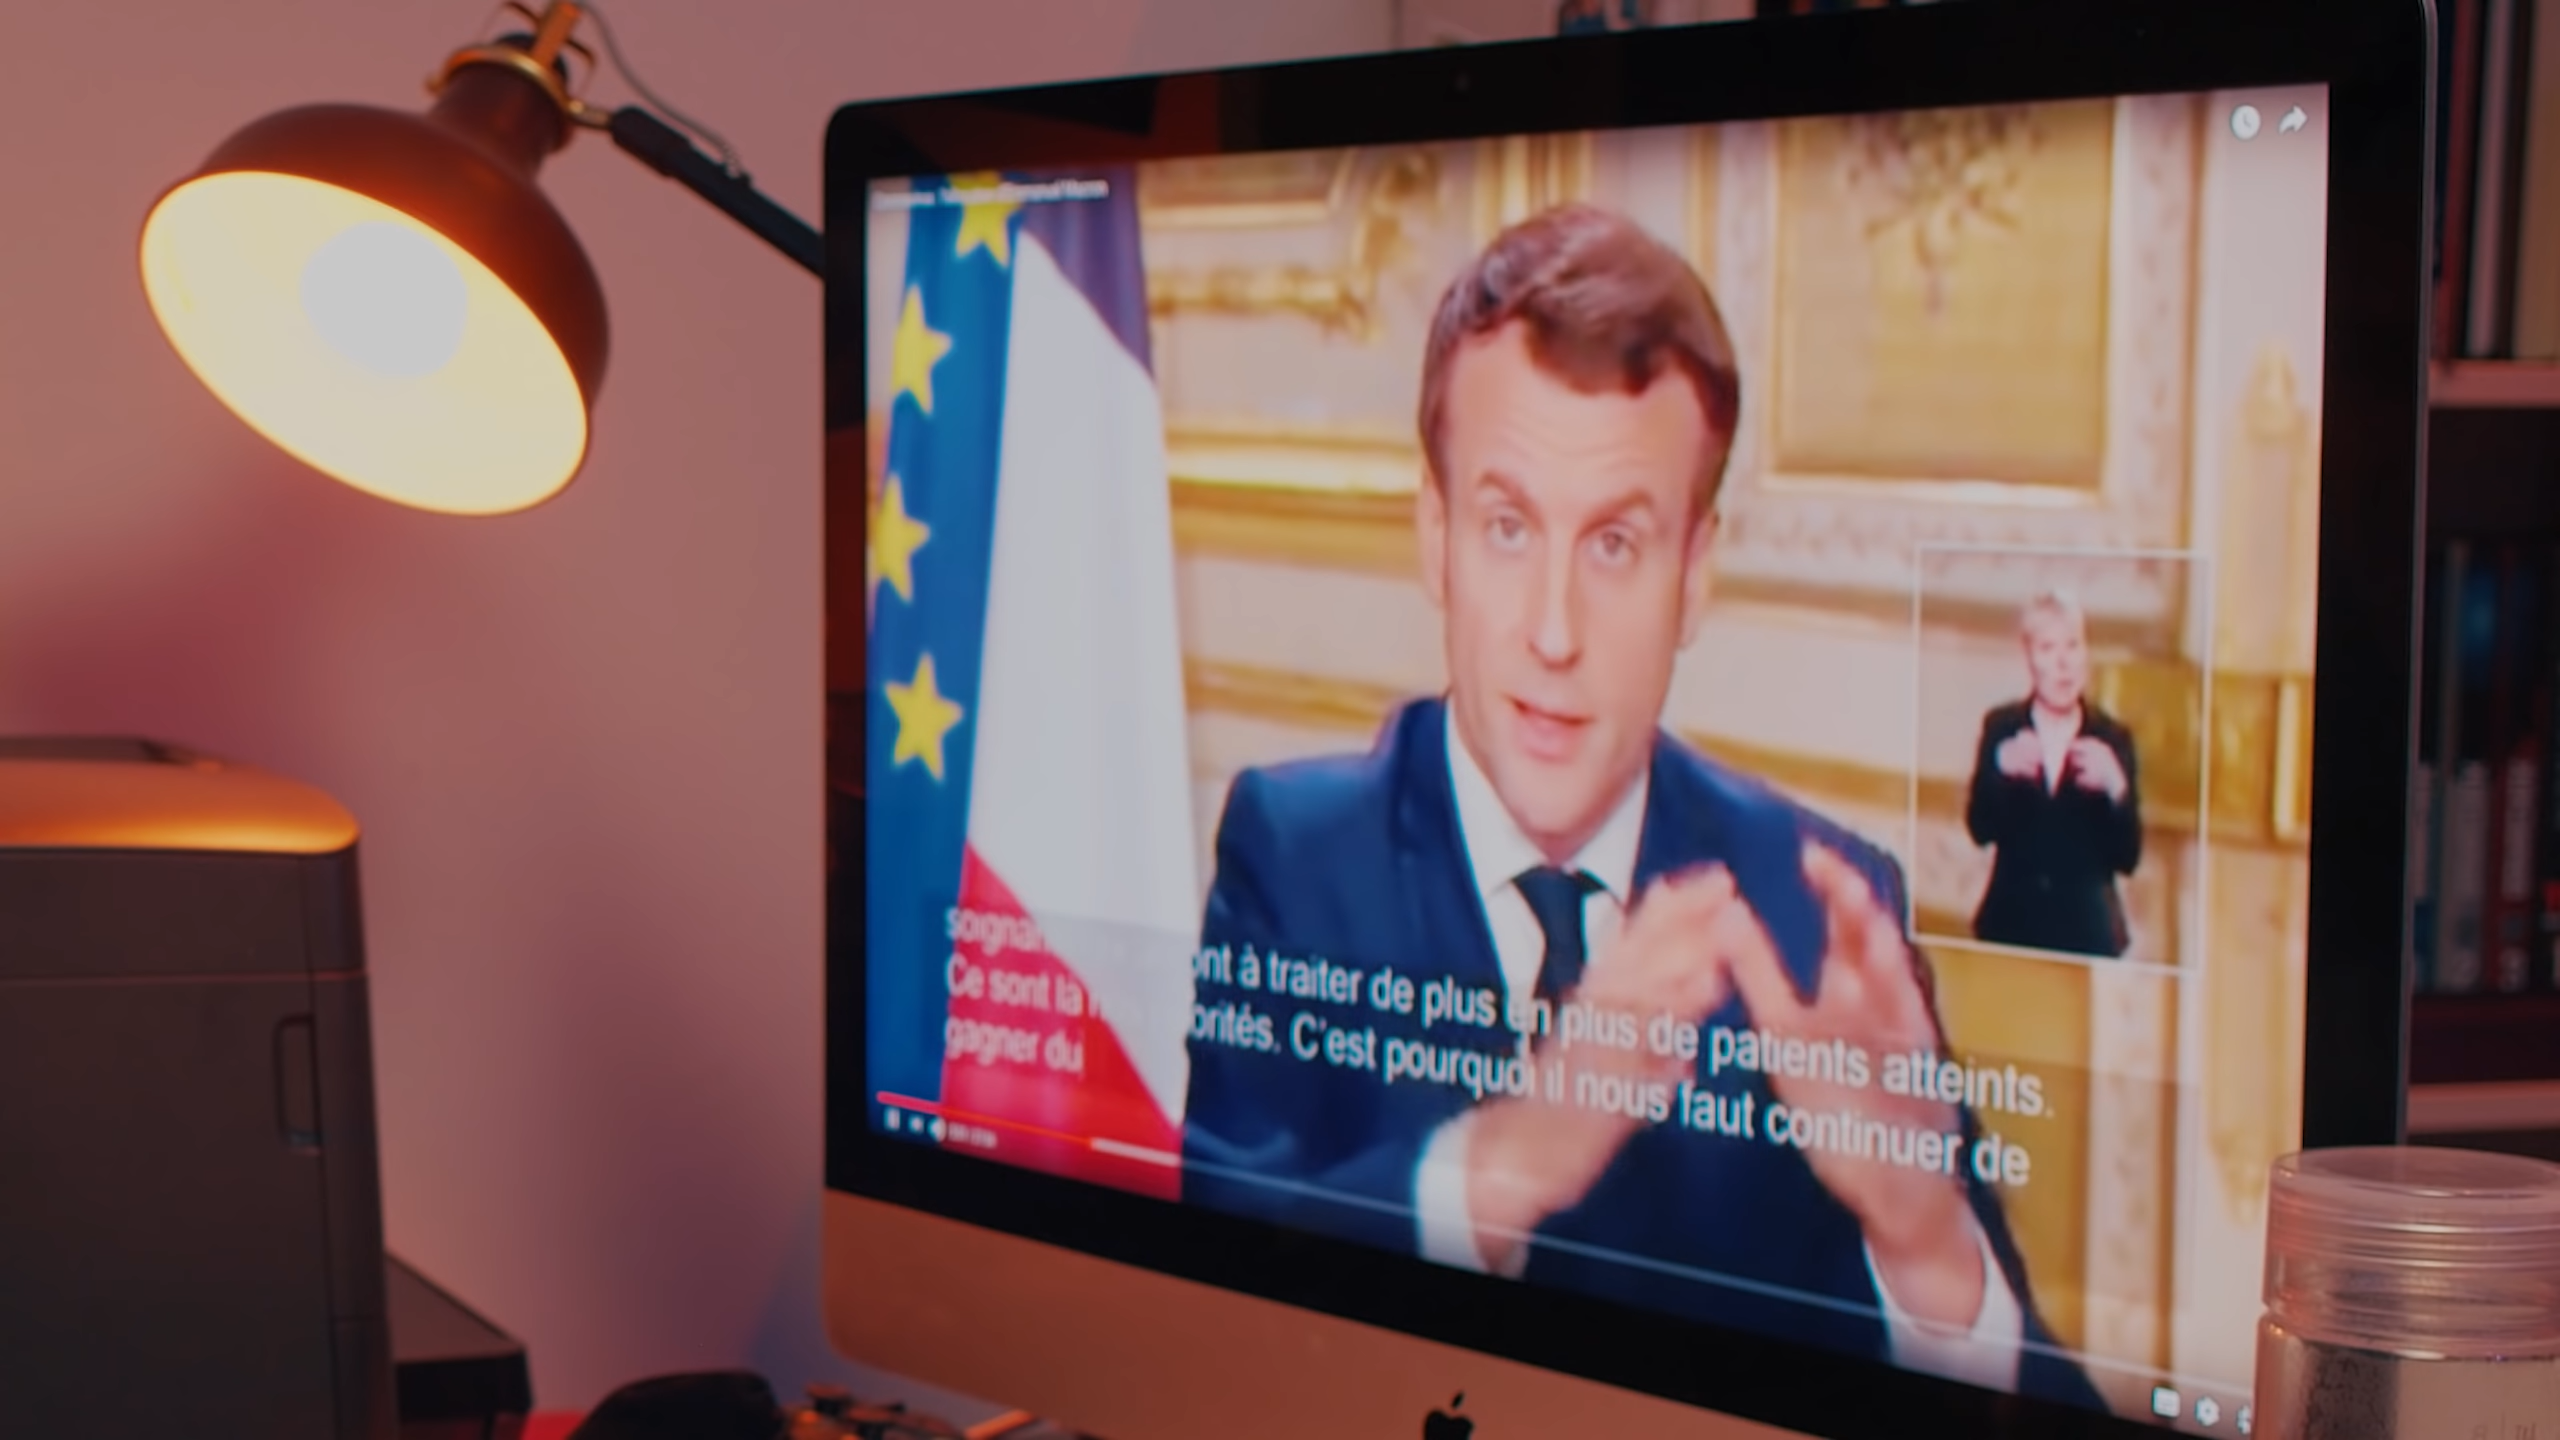 ont à traiter de plus en plus de patients atteints.
Ce sont la orités. C'est pourquoi il nous faut continuer de
gagner du